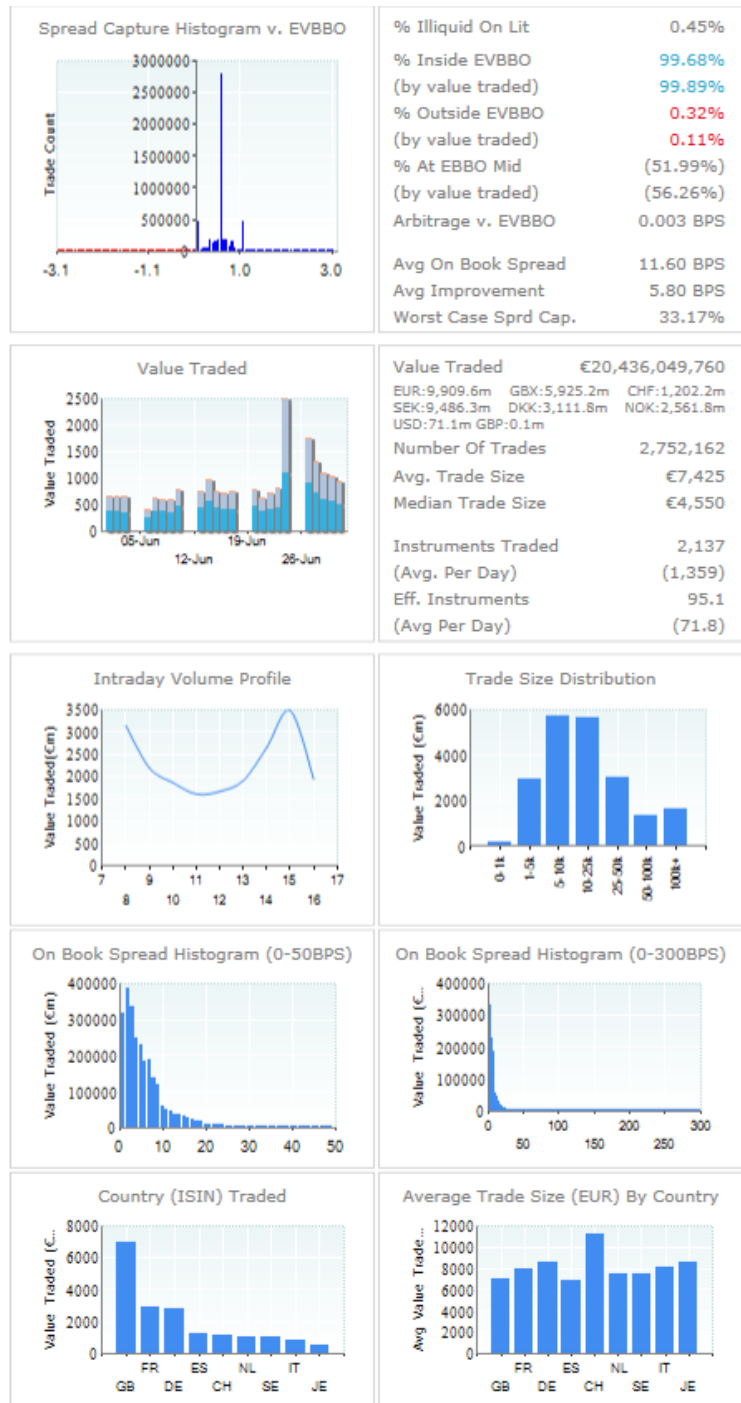 Spread Capture Histogram v. EVBBO
Trade Count
3000000
2500000
2000000
1500000
1000000
500000
0
-3.1 -1.1 1.0 3.0
% Illiquid On Lit 0.45%
% Inside EVBBO 99.68%
(by value traded) 99.89%
% Outside EVBBO 0.32%
(by value traded) 0.11%
% At EBBO Mid (51.99%)
(by value traded) (56.26%)
Arbitrage v. EVBBO 0.003 BPS
Avg On Book Spread 11.60 BPS
Avg Improvement 5.80 BPS
Worst Case Sprd Cap. 33.17%
Value Traded
Value Traded
2500
2000
1500
1000
500
0
05-Jun 19-Jun
12-Jun 26-Jun
Value Traded €20,436,049,760
EUR:9,909.6m GBX:5,925.2m CHF:1,202.2m
SEK:9,486.3m DKK:3,111.8m NOK:2,561.8m
USD:71.1m GBP:0.1m
Number Of Trades 2,752,162
Avg. Trade Size €7,425
Median Trade Size €4,550
Instruments Traded 2,137
(Avg. Per Day) (1,359)
Eff. Instruments 95.1
(Avg Per Day) (71.8)
Intraday Volume Profile
Value Traded(€m)
3500
3000
2500
2000
1500
1000
500
0
7 9 11 13 15 17
8 10 12 14 16
Trade Size Distribution
Value Traded (€m)
6000
4000
2000
0
0-1k 1-5k 5-10k 10-25k 25-50k 50-100k 100k+
On Book Spread Histogram (0-50BPS)
Value Traded (€m)
400000
300000
200000
100000
0
0 10 20 30 40 50
On Book Spread Histogram (0-300BPS)
Value Traded (€...
400000
300000
200000
100000
0
0 100 200 300
50 150 250
Country (ISIN) Traded
Value Traded (€...
8000
6000
4000
2000
0
FR ES NL IT
GB DE CH SE JE
Average Trade Size (EUR) By Country
Avg Value Trade...
12000
10000
8000
6000
4000
2000
0
FR ES NL IT
GB DE CH SE JE